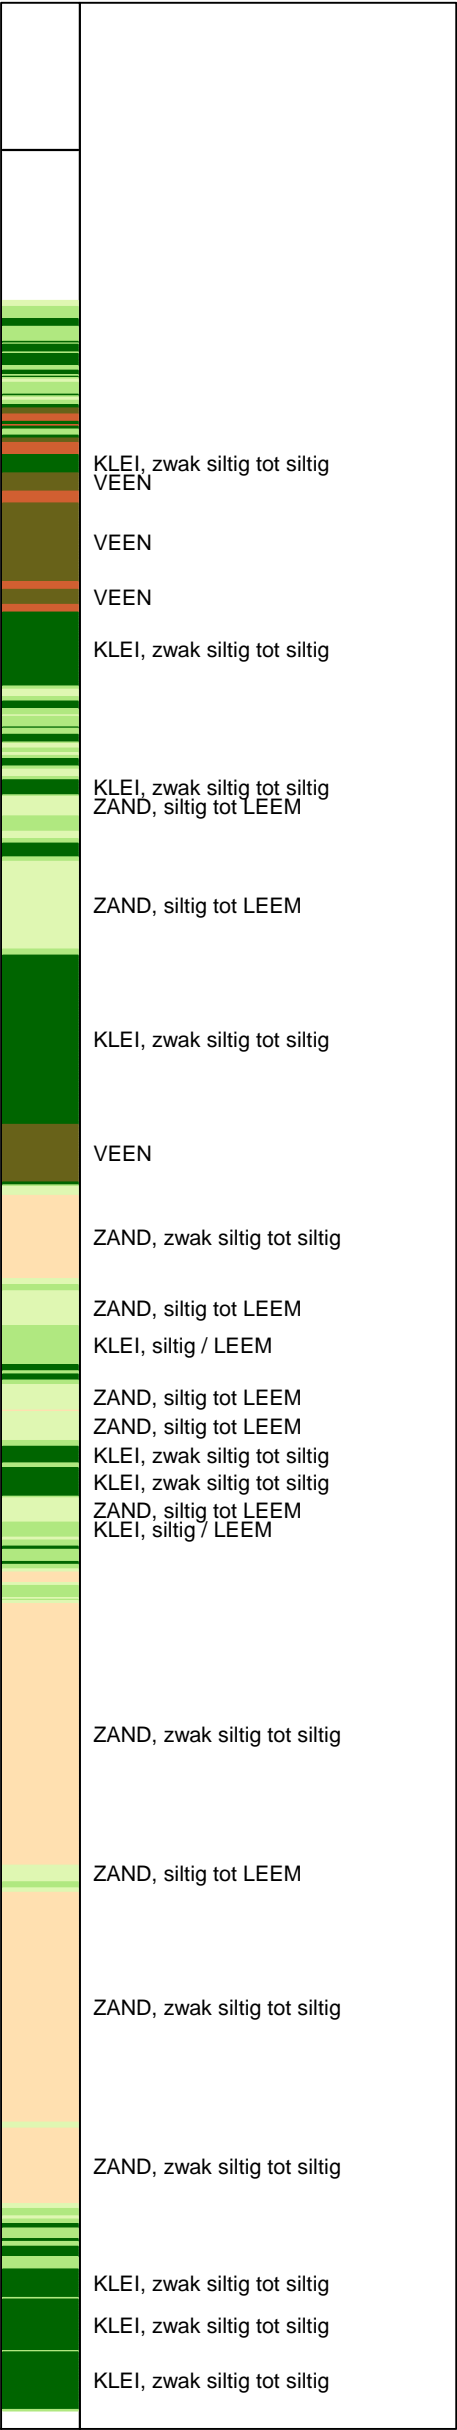 KLEI, zwak siltig tot siltig
VEEN
VEEN
VEEN
KLEI, zwak siltig tot siltig
KLEI, zwak siltig tot siltig
ZAND, siltig tot LEEM
ZAND, siltig tot LEEM
KLEI, zwak siltig tot siltig
VEEN
ZAND, zwak siltig tot siltig
ZAND, siltig tot LEEM
KLEI, siltig / LEEM
ZAND, siltig tot LEEM
ZAND, siltig tot LEEM
KLEI, zwak siltig tot siltig
KLEI, zwak siltig tot siltig
ZAND, siltig tot LEEM
KLEI, siltig / LEEM
ZAND, zwak siltig tot siltig
ZAND, siltig tot LEEM
ZAND, zwak siltig tot siltig
ZAND, zwak siltig tot siltig
KLEI, zwak siltig tot siltig
KLEI, zwak siltig tot siltig
KLEI, zwak siltig tot siltig